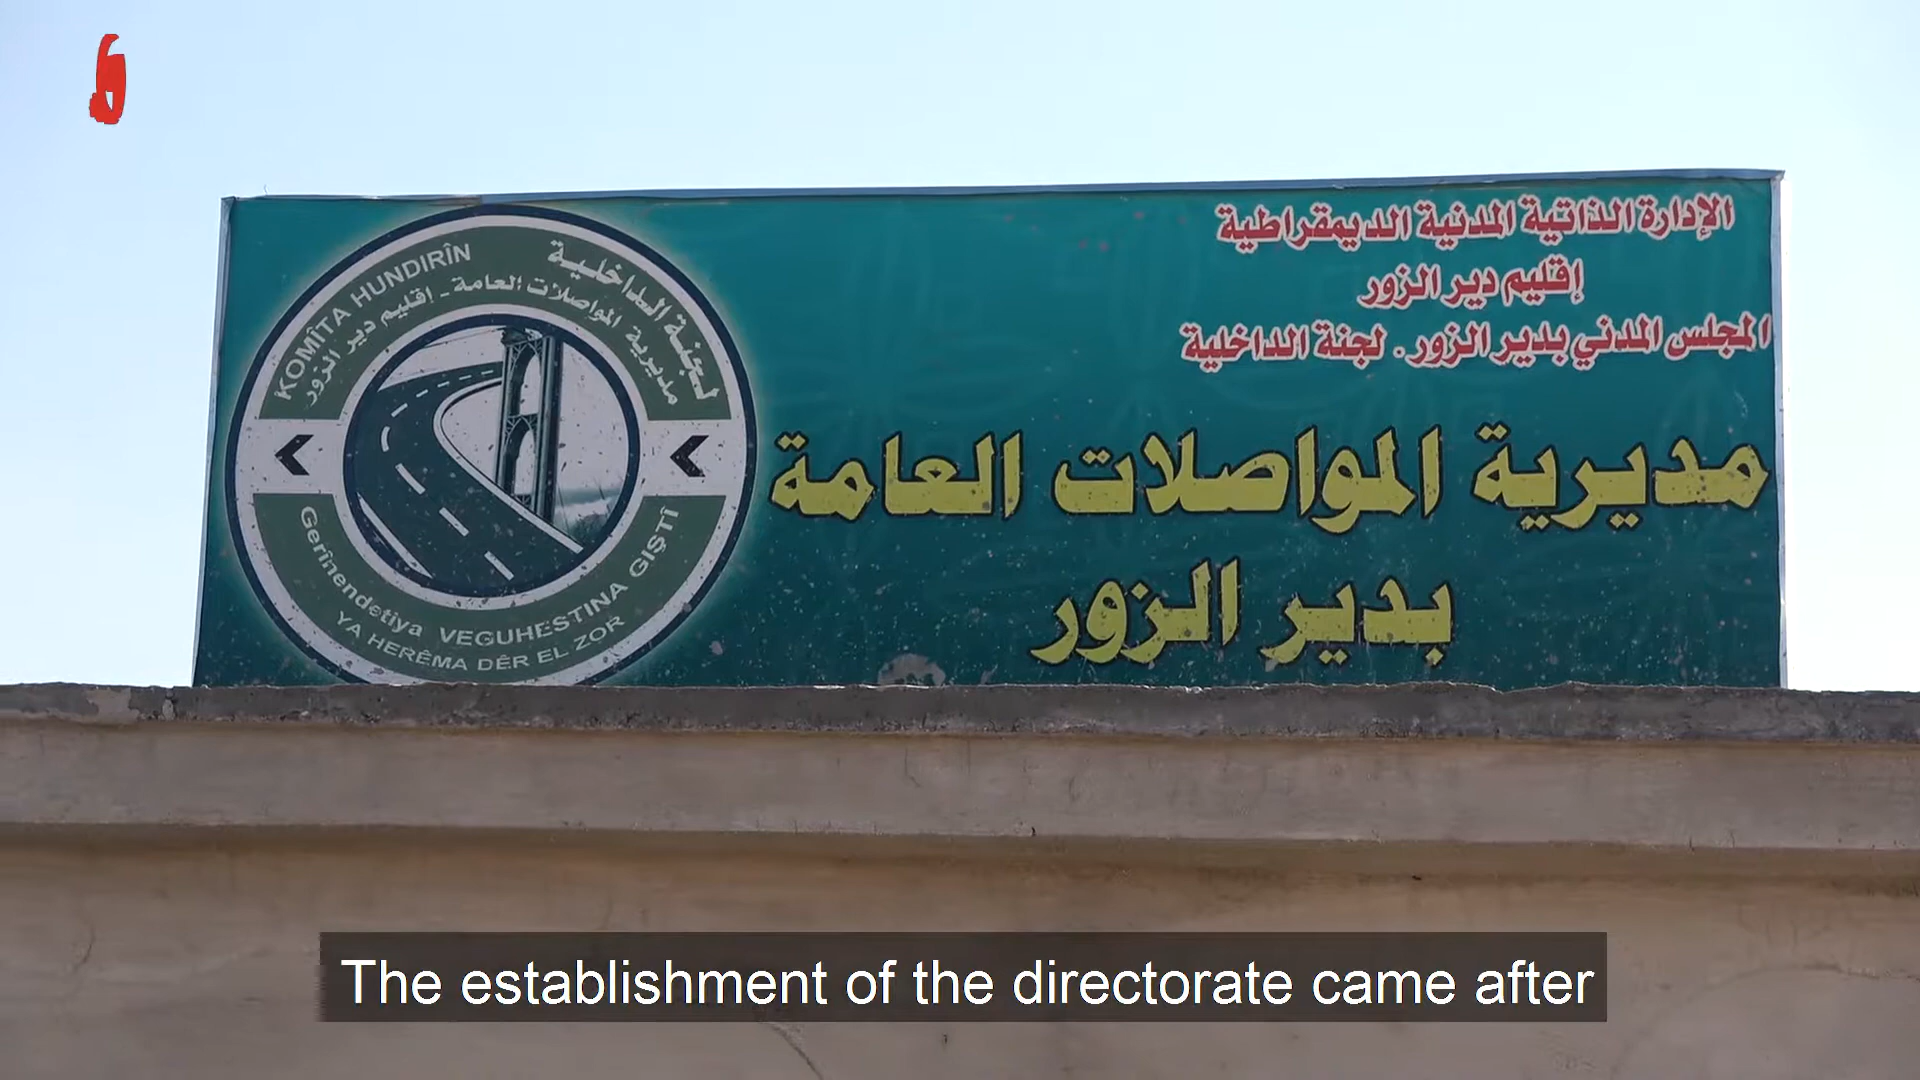 الإدارة الذاتية المدنية الديمقراطية
إقليم دير الزور
المجلس المدني بدير الزور. لجنة الداخلية
مديرية المواصلات العامة
بدير الزور
KOMÎTA HUNDIRÎN
لجنة الداخلية
مديرية المواصلات العامة - إقليم دير الزور
Gerînendetiya VEGUHESTINA GIŞTÎ
YA HERÊMA DÊR EL ZOR
The establishment of the directorate came after